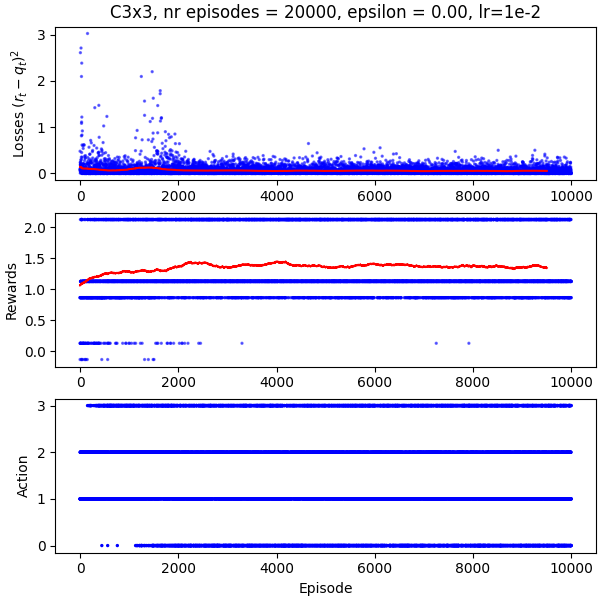 C3x3, nr episodes = 20000, epsilon = 0.00, lr=1e-2
Losses $(r_t - q_t)^2$
3
2
1
0
0 2000 4000 6000 8000 10000
Rewards
2.0
1.5
1.0
0.5
0.0
0 2000 4000 6000 8000 10000
Action
3
2
1
0
0 2000 4000 6000 8000 10000
Episode